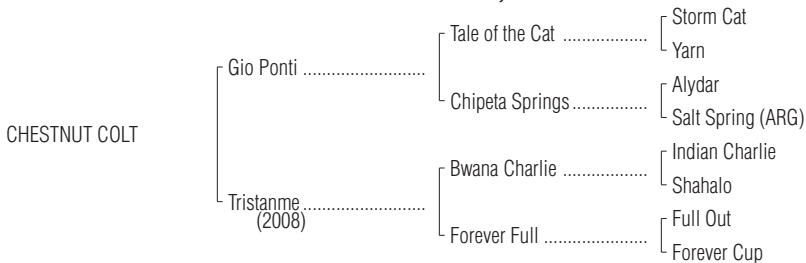 Storm Cat
Tale of the Cat ..................
Yarn
Gio Ponti ..........................
Alydar
Chipeta Springs................
Salt Spring (ARG)
CHESTNUT COLT
Indian Charlie
Bwana Charlie ..................
Shahalo
Tristanme ..........................
(2008)
Full Out
Forever Full ......................
Forever Cup